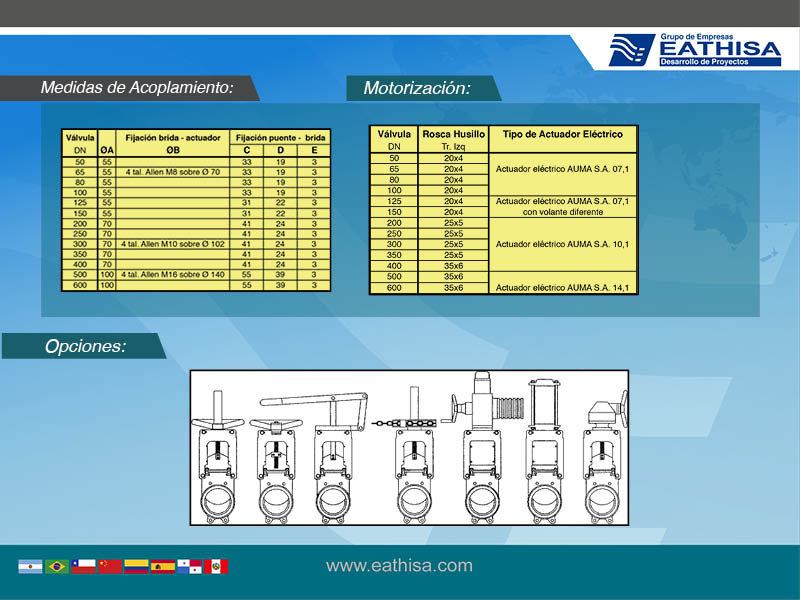 Grupo de Empresas
EATHISA
Desarrollo de Proyectos
Medidas de Acoplamiento:
Motorización:
Válvula Fijación brida - actuador Fijación puente - brida
DN ØA ØB C D E
50 55 33 19 3
65 55 4 tal. Allen M8 sobre Ø 70 33 19 3
80 55 33 19 3
100 55 33 19 3
125 55 31 22 3
150 55 31 22 3
200 70 41 24 3
250 70 41 24 3
300 70 4 tal. Allen M10 sobre Ø 102 41 24 3
350 70 41 24 3
400 70 41 24 3
500 100 4 tal. Allen M16 sobre Ø 140 55 39 3
600 100 55 39 3
Válvula Rosca Husillo Tipo de Actuador Eléctrico
DN Tr. Izq
50 20x4
65 20x4 Actuador eléctrico AUMA S.A. 07,1
80 20x4
100 20x4
125 20x4 Actuador eléctrico AUMA S.A. 07,1
150 20x4 con volante diferente
200 25x5
250 25x5
300 25x5 Actuador eléctrico AUMA S.A. 10,1
350 25x5
400 35x6
500 35x6
600 35x6 Actuador eléctrico AUMA S.A. 14,1
Opciones:
www.eathisa.com